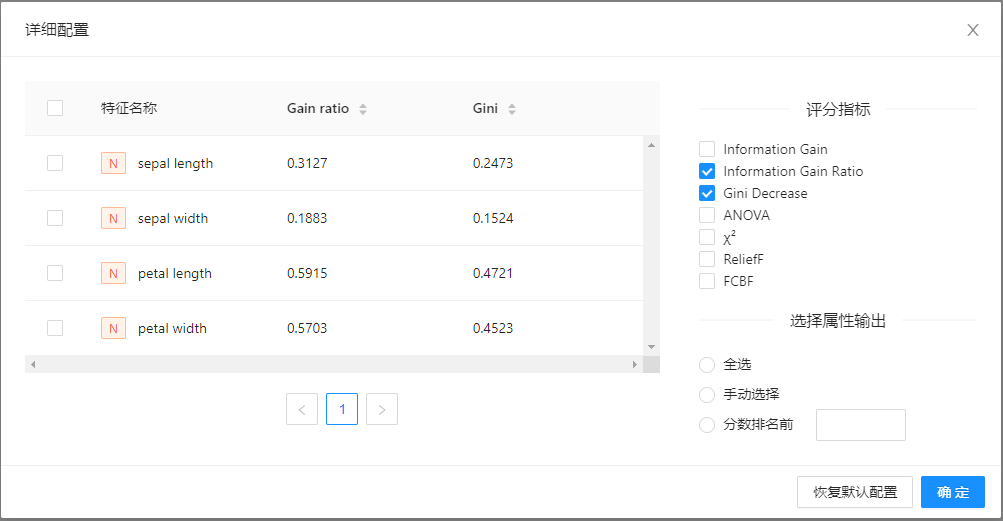 详细配置
特征名称 Gain ratio Gini
N sepal length 0.3127 0.2473
N sepal width 0.1883 0.1524
N petal length 0.5915 0.4721
N petal width 0.5703 0.4523
1
评分指标
Information Gain
Information Gain Ratio
Gini Decrease
ANOVA
χ²
ReliefF
FCBF
选择属性输出
全选
手动选择
分数排名前
恢复默认配置 确 定